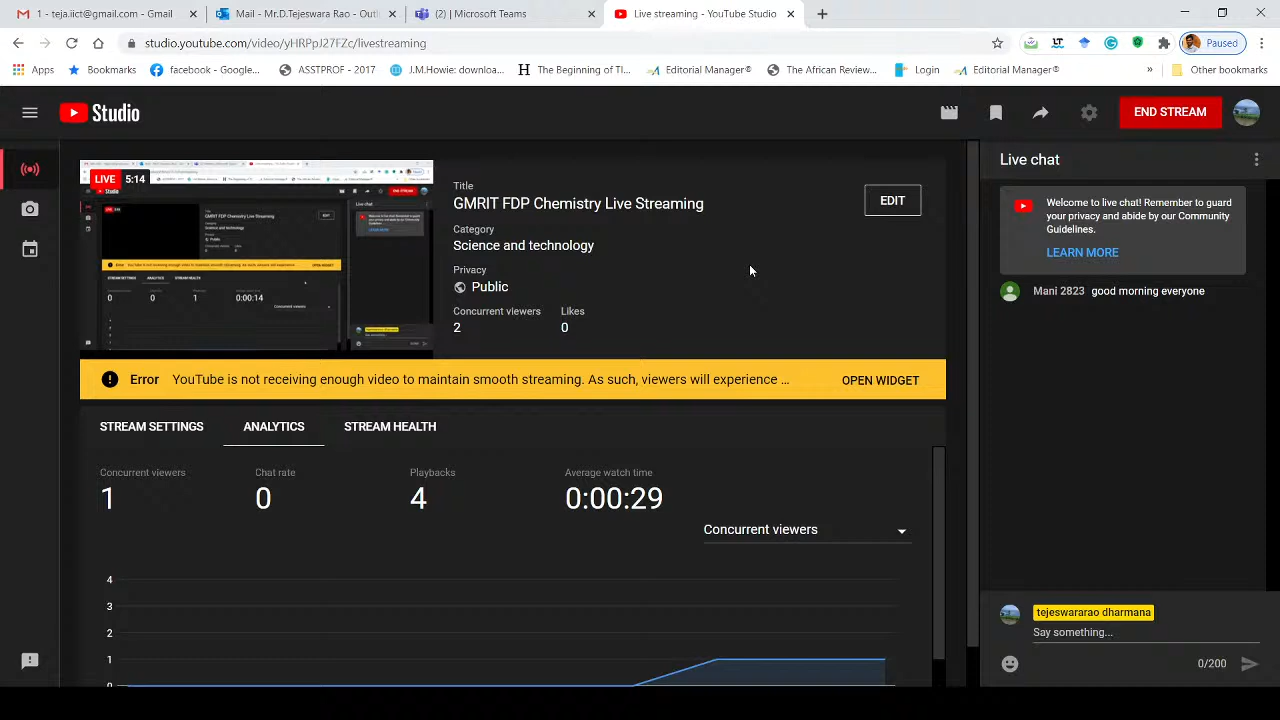 1 - teja.iict@gmail.com - Gmail
Mail - Mr.D.Tejeswara Rao - Outl
(1) | Microsoft Teams
Live streaming - YouTube Studio
studio.youtube.com/video/yHRPpJ27FZc/livestreaming
Paused
Apps
Bookmarks
facebook - Google...
ASSTPROF - 2017
J.M.Howie: downloa...
The Beginning of Tl...
Editorial Manager®
The African Revie...
Login
Editorial Manager®
»
Other bookmarks
Studio
END STREAM
LIVE 5:14
Title
GMRIT FDP Chemistry Live Streaming
EDIT
Category
Science and technology
Privacy
Public
Concurrent viewers
Likes
2
0
Error YouTube is not receiving enough video to maintain smooth streaming. As such, viewers will experience ...
OPEN WIDGET
STREAM SETTINGS
ANALYTICS
STREAM HEALTH
Concurrent viewers
Chat rate
Playbacks
Average watch time
1
0
4
0:00:29
Concurrent viewers
4
3
2
1
0
Live chat
Welcome to live chat! Remember to guard
your privacy and abide by our Community
Guidelines.
LEARN MORE
Mani 2823 good morning everyone
tejeswararao dharmana
Say something...
0/200